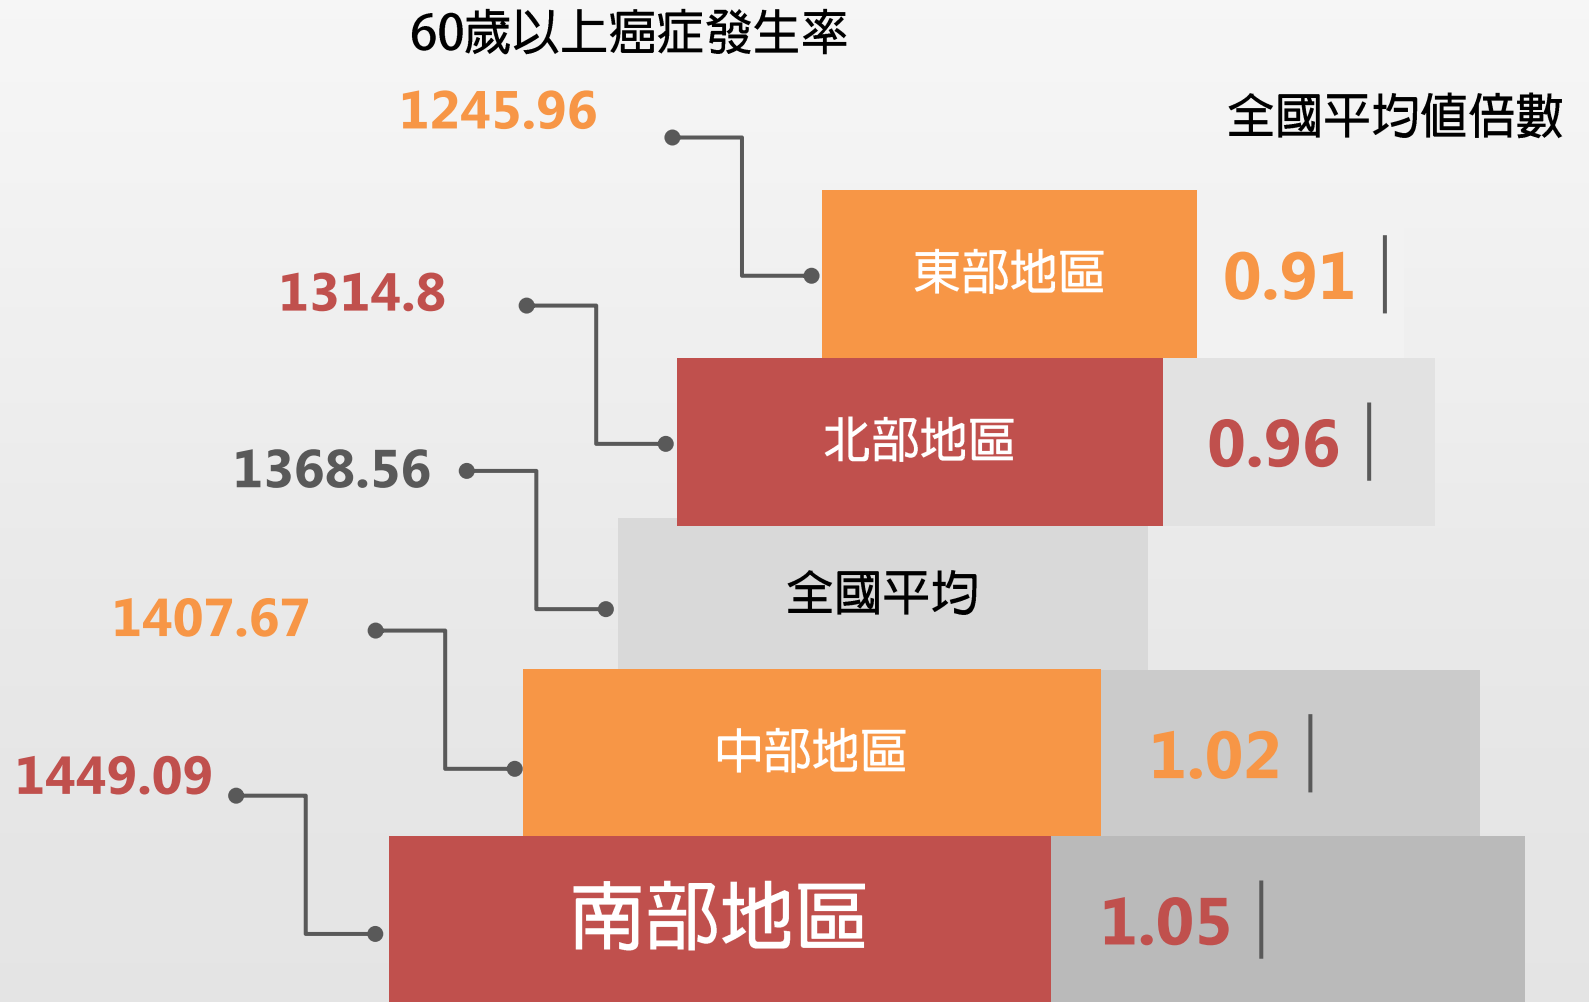 60歲以上癌症發生率
全國平均值倍數
1245.96
東部地區
0.91
1314.8
北部地區
0.96
1368.56
全國平均
1407.67
中部地區
1.02
1449.09
南部地區
1.05